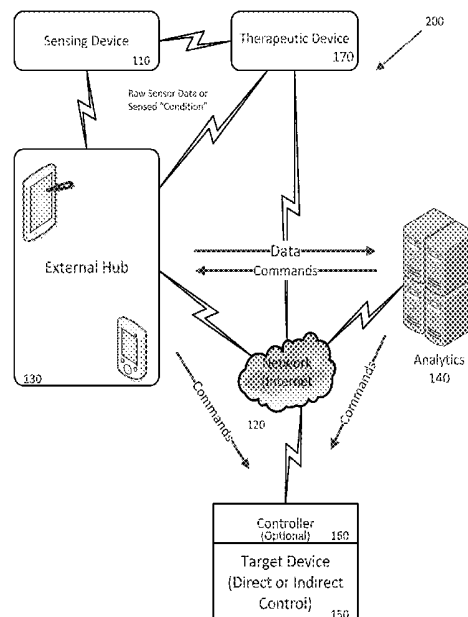 200
Sensing Device
110
Therapeutic Device
170
Raw Sensor Data or
Sensed "Condition"
External Hub
130
Data
Commands
Analytics
140
Network
Internet
120
Commands
Commands
Controller
(Optional) 160
Target Device
(Direct or Indirect
Control)
150